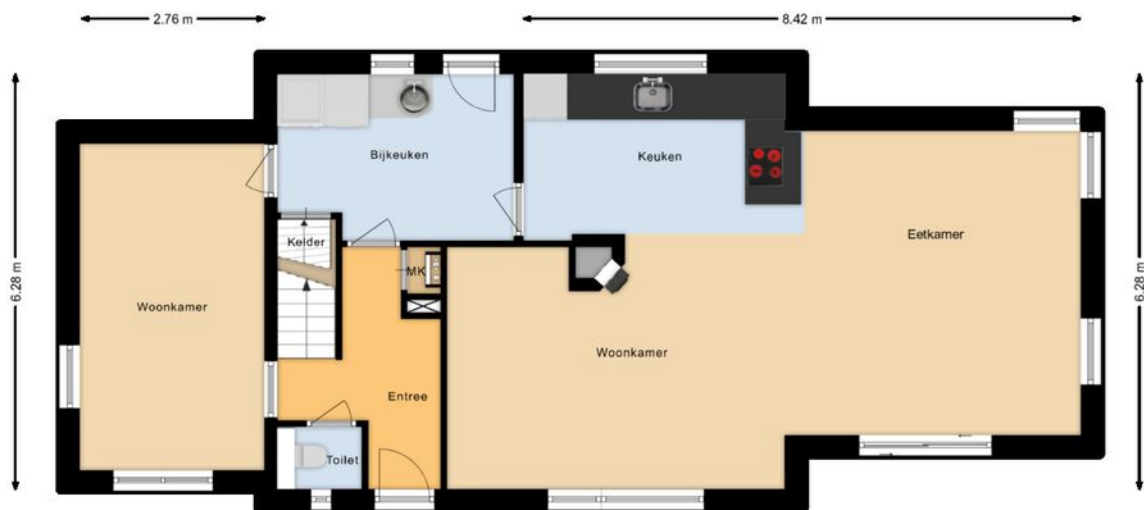 2.76 m
8.42 m
6.28 m
6.28 m
Bijkeuken
Keuken
Kelder
MK
Eetkamer
Woonkamer
Woonkamer
Entree
Toilet